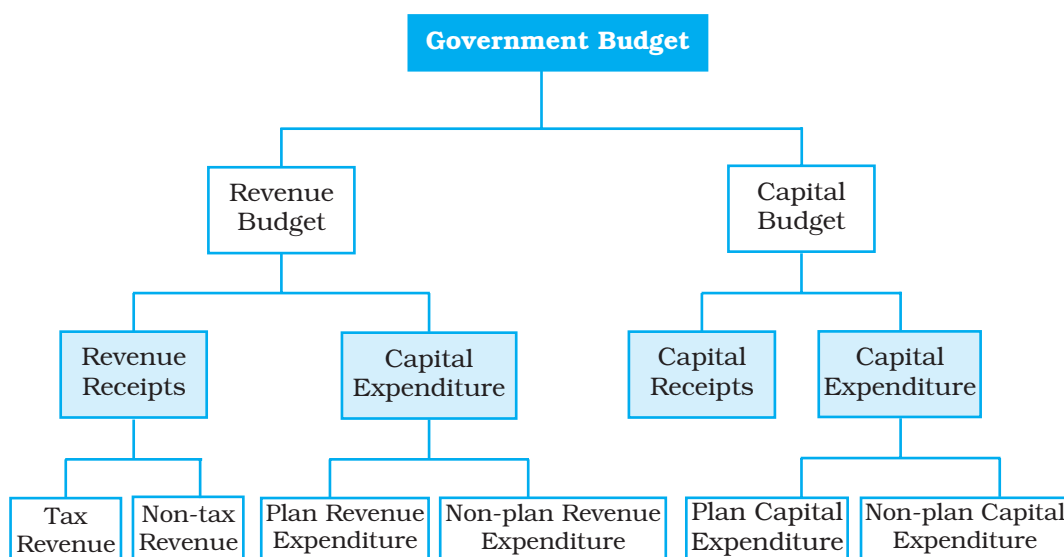 Government Budget
Revenue
Budget
Capital
Budget
Revenue
Receipts
Capital
Expenditure
Capital
Receipts
Capital
Expenditure
Tax
Revenue
Non-tax
Revenue
Plan Revenue
Expenditure
Non-plan Revenue
Expenditure
Plan Capital
Expenditure
Non-plan Capital
Expenditure